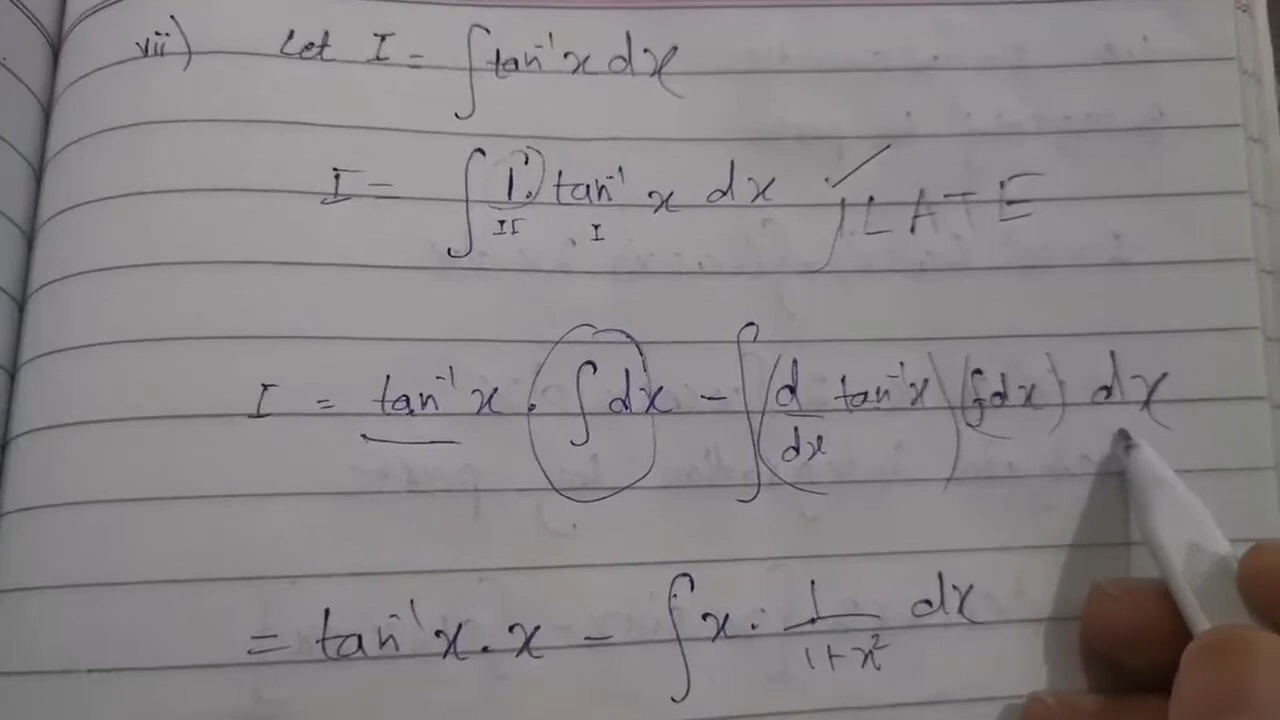 vii) Let I = ∫tan⁻¹x dx
I = ∫ 1. tan⁻¹ x dx ILATE
II I
I = tan⁻¹ x . ∫ dx - ∫(d/dx tan⁻¹x)(∫dx) dx
= tan⁻¹x . x - ∫ x . 1/(1+x²) dx